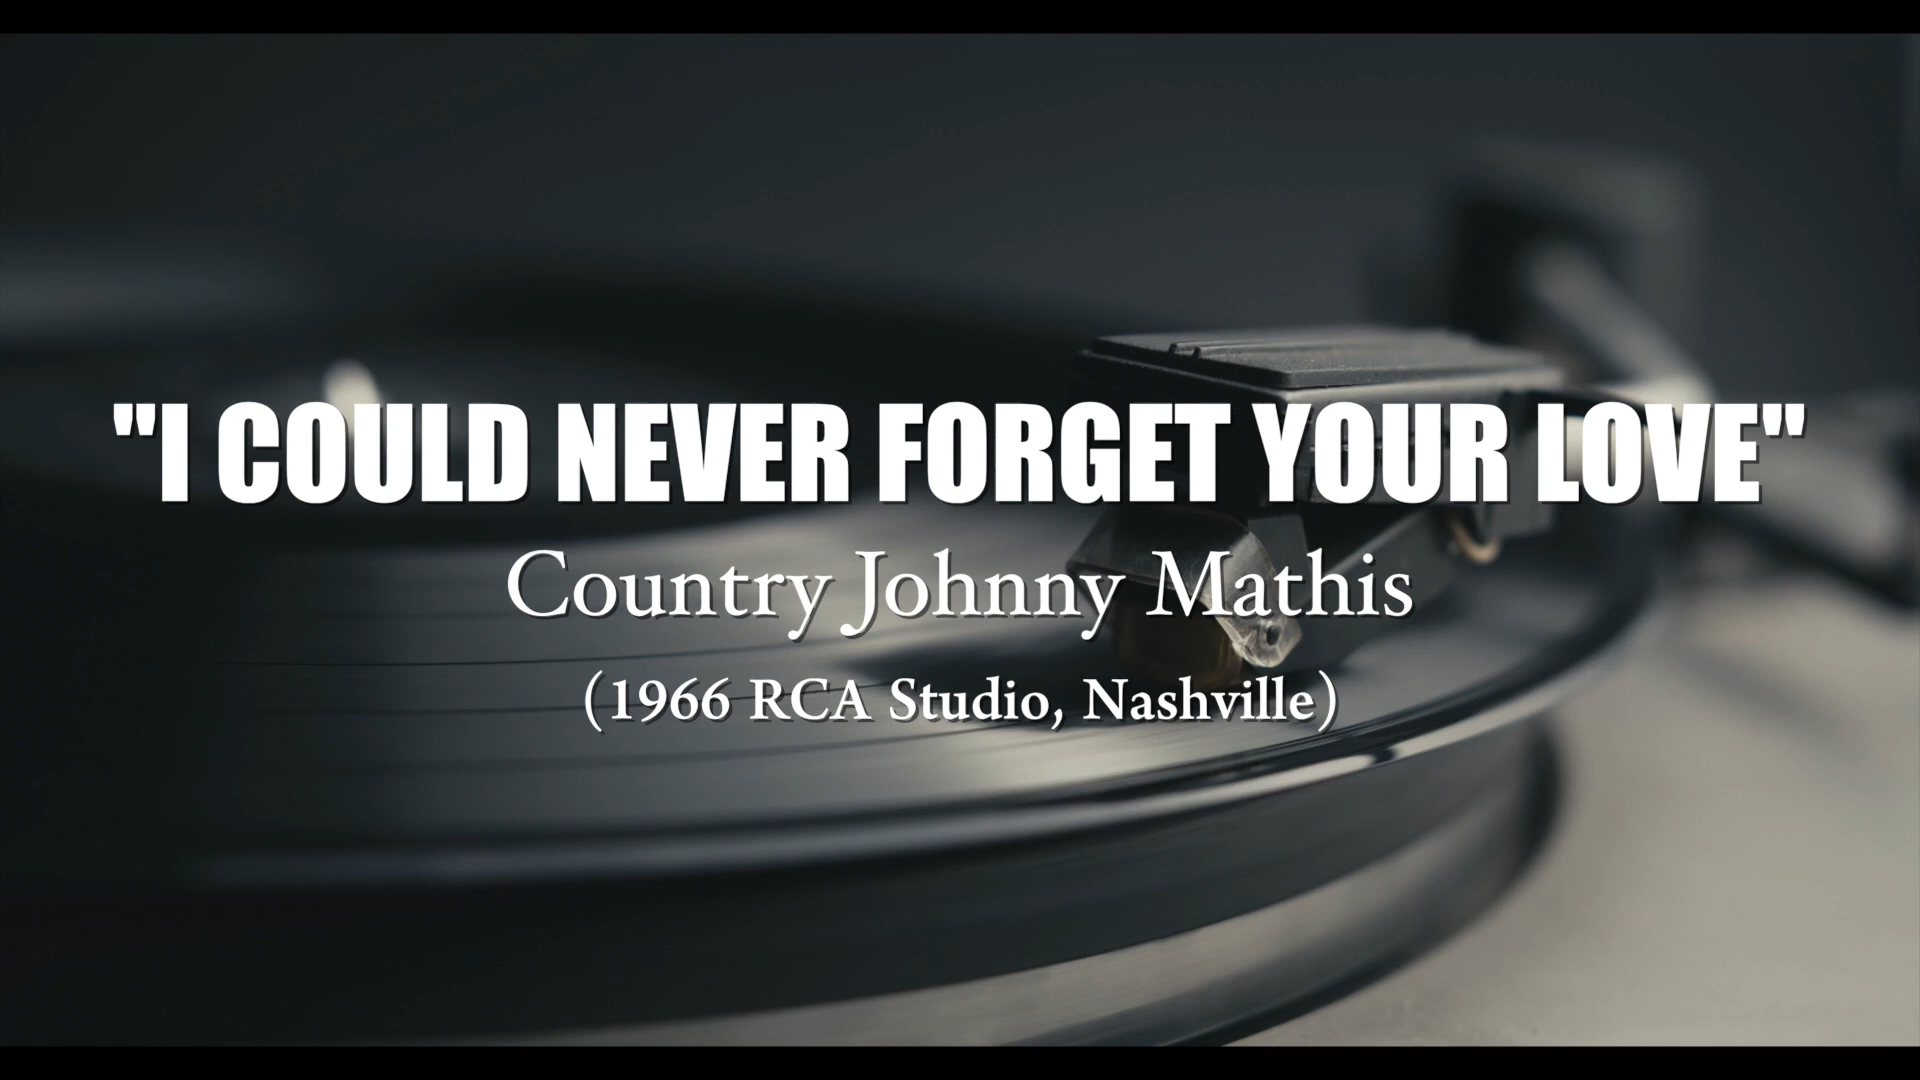 "I COULD NEVER FORGET YOUR LOVE"
Country Johnny Mathis
(1966 RCA Studio, Nashville)